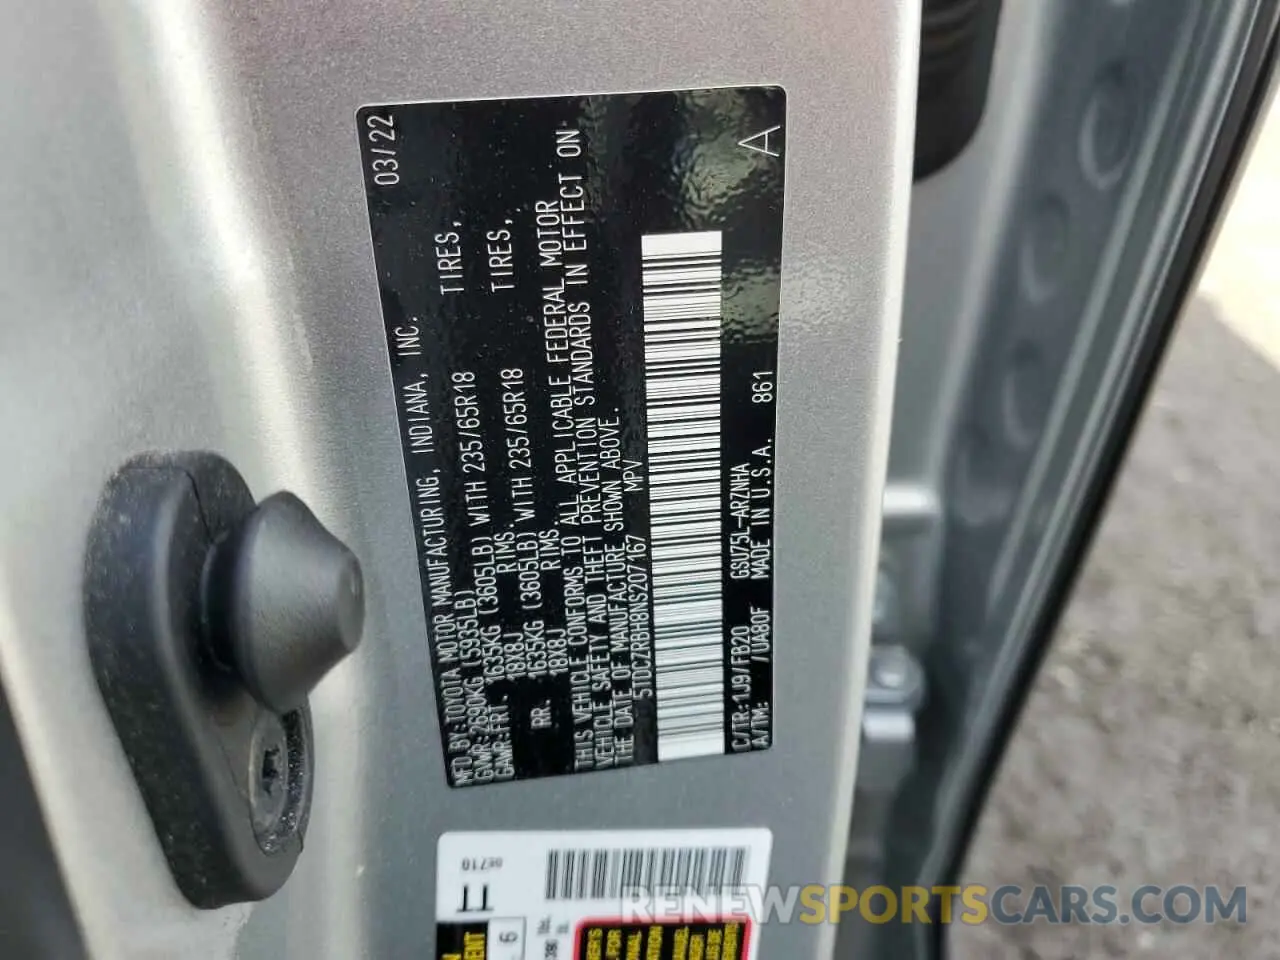 MFD. BY: TOYOTA MOTOR MANUFACTURING, INDIANA, INC. 03/22
GVWR: 2690KG (5935LB)
GAWR: FRT. 1635KG (3605LB) WITH 235/65R18 TIRES,
18X8J RIMS.
RR. 1635KG (3605LB) WITH 235/65R18 TIRES,
18X8J RIMS.
THIS VEHICLE CONFORMS TO ALL APPLICABLE FEDERAL MOTOR
VEHICLE SAFETY AND THEFT PREVENTION STANDARDS IN EFFECT ON
THE DATE OF MANUFACTURE SHOWN ABOVE.
5TDCZRBH8NS207167 MPV
C/TR: 1J9/FB20 GSU75L-ARZNHA
A/TM: /UA80F MADE IN U.S.A. 861 A
0E710
TT
6
RENEWSPORTSCARS.COM